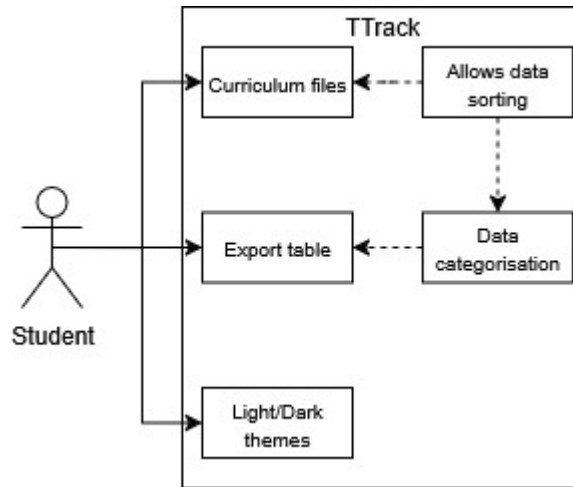 TTrack
Curriculum files
Allows data
sorting
Export table
Data
categorisation
Student
Light/Dark
themes